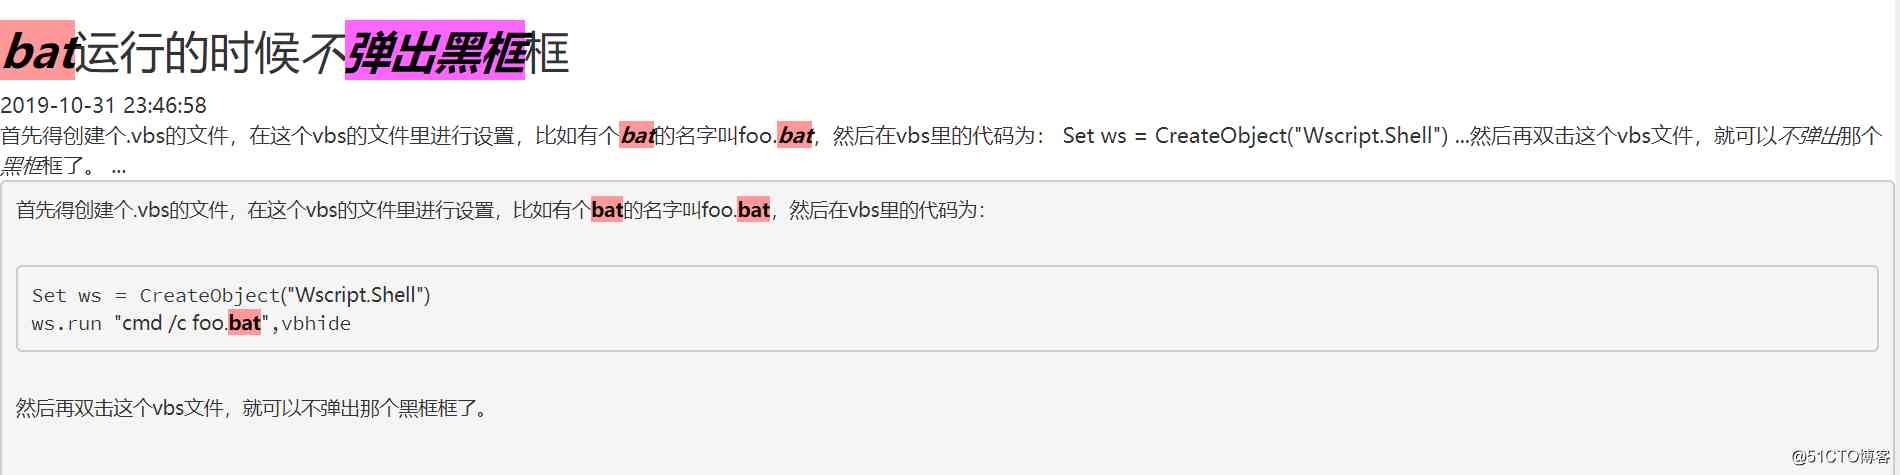 bat运行的时候不弹出黑框框
2019-10-31 23:46:58
首先得创建个.vbs的文件，在这个vbs的文件里进行设置，比如有个bat的名字叫foo.bat，然后在vbs里的代码为： Set ws = CreateObject("Wscript.Shell") ...然后再双击这个vbs文件，就可以不弹出那个
黑框框了。 ...
首先得创建个.vbs的文件，在这个vbs的文件里进行设置，比如有个bat的名字叫foo.bat，然后在vbs里的代码为：
Set ws = CreateObject("Wscript.Shell")
ws.run "cmd /c foo.bat",vbhide
然后再双击这个vbs文件，就可以不弹出那个黑框框了。
@51CTO博客